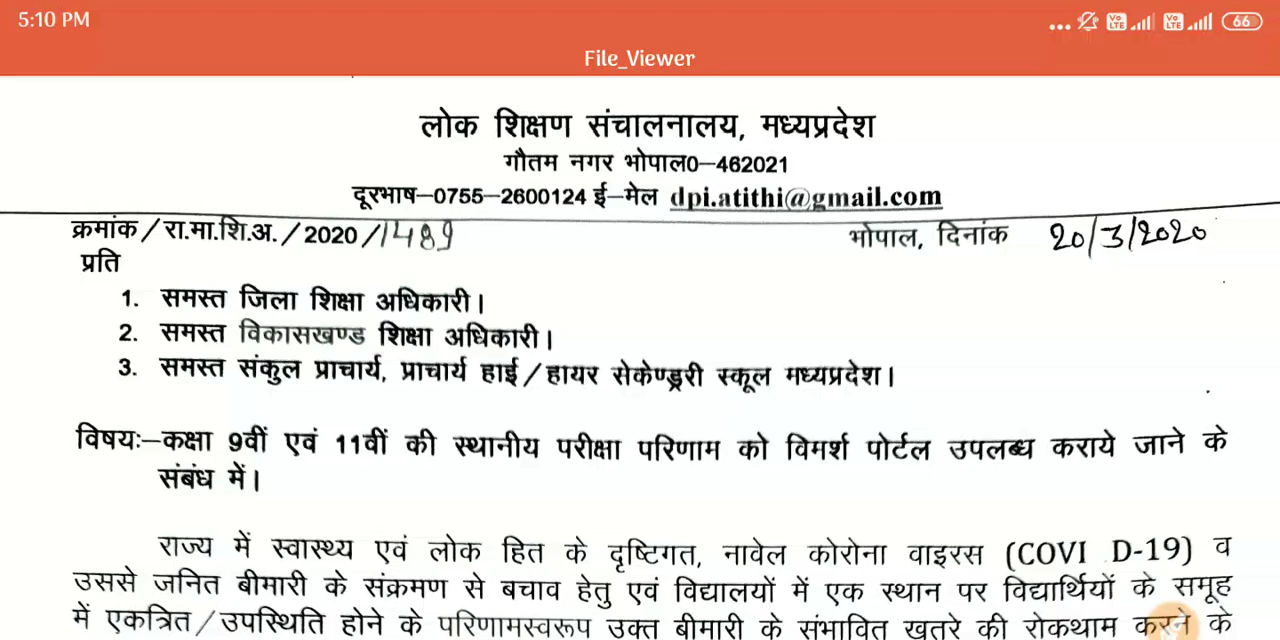 5:10 PM
66
File_Viewer
लोक शिक्षण संचालनालय, मध्यप्रदेश
गौतम नगर भोपाल0–462021
दूरभाष–0755–2600124 ई–मेल dpi.atithi@gmail.com
क्रमांक/रा.मा.शि.अ./2020/1489 भोपाल, दिनांक 20/3/2020
प्रति
1. समस्त जिला शिक्षा अधिकारी।
2. समस्त विकासखण्ड शिक्षा अधिकारी।
3. समस्त संकुल प्राचार्य, प्राचार्य हाई/हायर सेकेण्ड्री स्कूल मध्यप्रदेश।
विषयः–कक्षा 9वीं एवं 11वीं की स्थानीय परीक्षा परिणाम को विमर्श पोर्टल उपलब्ध कराये जाने के
संबंध में।
राज्य में स्वास्थ्य एवं लोक हित के दृष्टिगत, नावेल कोरोना वाइरस (COVI D-19) व
उससे जनित बीमारी के संक्रमण से बचाव हेतु एवं विद्यालयों में एक स्थान पर विद्यार्थियों के समूह
में एकत्रित/उपस्थिति होने के परिणामस्वरूप उक्त बीमारी के संभावित खतरे की रोकथाम करने के